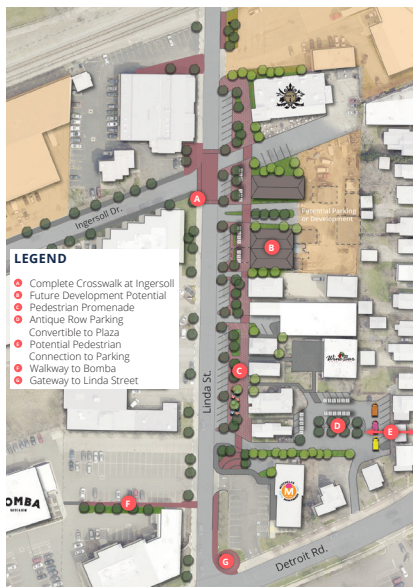 Ingersoll Dr.
A
Potential Parking
or Development
B
LEGEND
A Complete Crosswalk at Ingersoll
B Future Development Potential
C Pedestrian Promenade
D Antique Row Parking
Convertible to Plaza
E Potential Pedestrian
Connection to Parking
F Walkway to Bomba
G Gateway to Linda Street
Linda St.
C
D
E
M
F
OMBA
G
Detroit Rd.